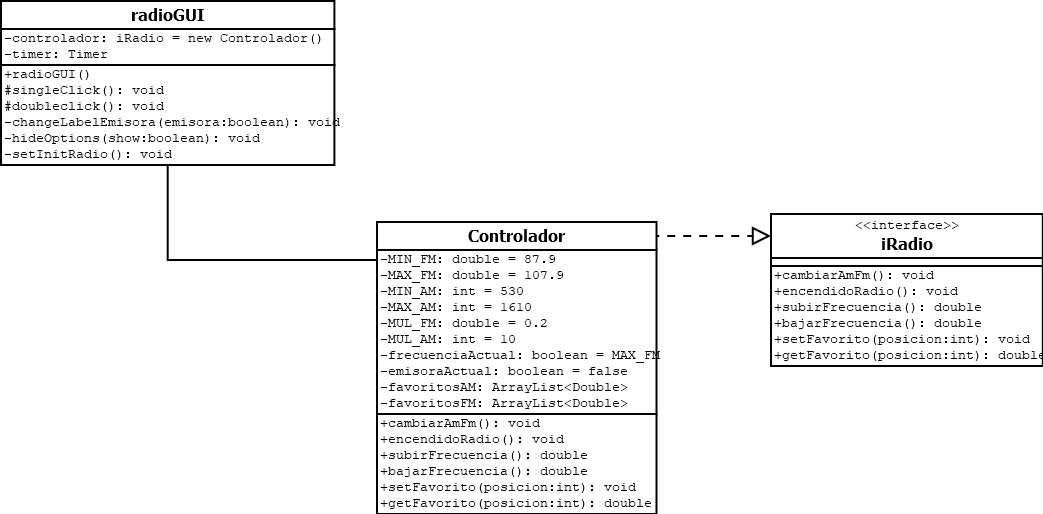 radioGUI
-controlador: iRadio = new Controlador()
-timer: Timer
+radioGUI()
#singleClick(): void
#doubleclick(): void
-changeLabelEmisora(emisora:boolean): void
-hideOptions(show:boolean): void
-setInitRadio(): void
Controlador
-MIN_FM: double = 87.9
-MAX_FM: double = 107.9
-MIN_AM: int = 530
-MAX_AM: int = 1610
-MUL_FM: double = 0.2
-MUL_AM: int = 10
-frecuenciaActual: boolean = MAX_FM
-emisoraActual: boolean = false
-favoritosAM: ArrayList<Double>
-favoritosFM: ArrayList<Double>
+cambiarAmFm(): void
+encendidoRadio(): void
+subirFrecuencia(): double
+bajarFrecuencia(): double
+setFavorito(posicion:int): void
+getFavorito(posicion:int): double
<<interface>>
iRadio
+cambiarAmFm(): void
+encendidoRadio(): void
+subirFrecuencia(): double
+bajarFrecuencia(): double
+setFavorito(posicion:int): void
+getFavorito(posicion:int): double